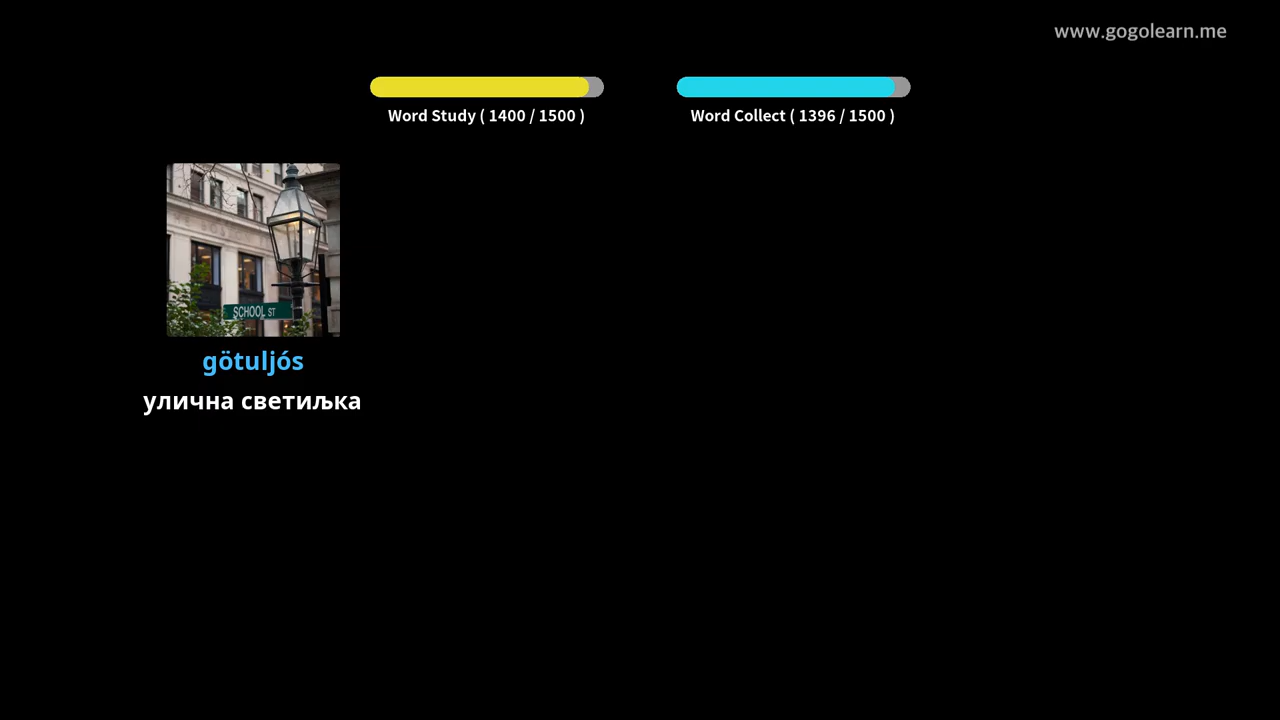 www.gogolearn.me
Word Study ( 1400 / 1500 )
Word Collect ( 1396 / 1500 )
SCHOOL ST
götuljós
улична светиљка